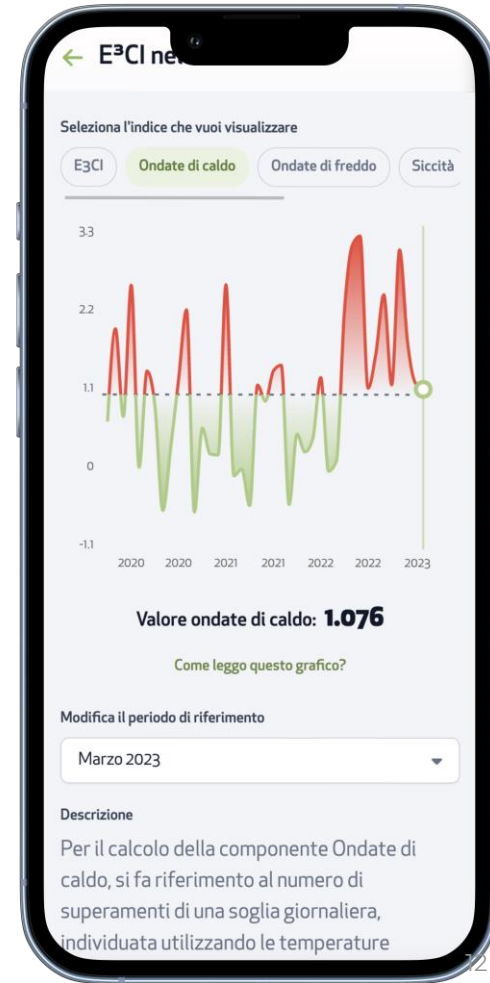 E³CI
Seleziona l'indice che vuoi visualizzare
E3CI Ondate di caldo Ondate di freddo Siccità
3.3
2.2
1.1
0
-1.1
2020 2020 2021 2021 2022 2022 2023
Valore ondate di caldo: 1.076
Come leggo questo grafico?
Modifica il periodo di riferimento
Marzo 2023
Descrizione
Per il calcolo della componente Ondate di
caldo, si fa riferimento al numero di
superamenti di una soglia giornaliera,
individuata utilizzando le temperature
12